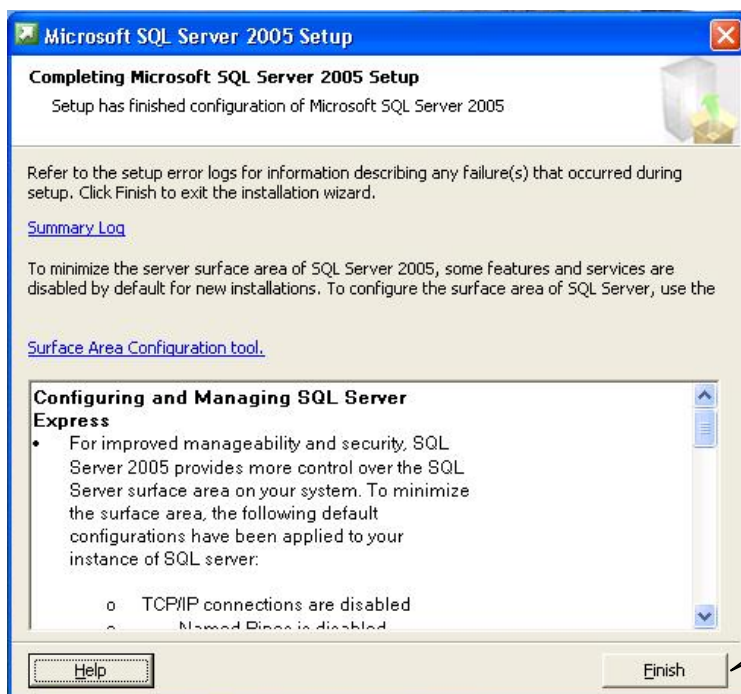 Microsoft SQL Server 2005 Setup
Completing Microsoft SQL Server 2005 Setup
Setup has finished configuration of Microsoft SQL Server 2005
Refer to the setup error logs for information describing any failure(s) that occurred during
setup. Click Finish to exit the installation wizard.
Summary Log
To minimize the server surface area of SQL Server 2005, some features and services are
disabled by default for new installations. To configure the surface area of SQL Server, use the
Surface Area Configuration tool.
Configuring and Managing SQL Server
Express
• For improved manageability and security, SQL
Server 2005 provides more control over the SQL
Server surface area on your system. To minimize
the surface area, the following default
configurations have been applied to your
instance of SQL server:
o TCP/IP connections are disabled
o Named Pipes is disabled
Help
Finish